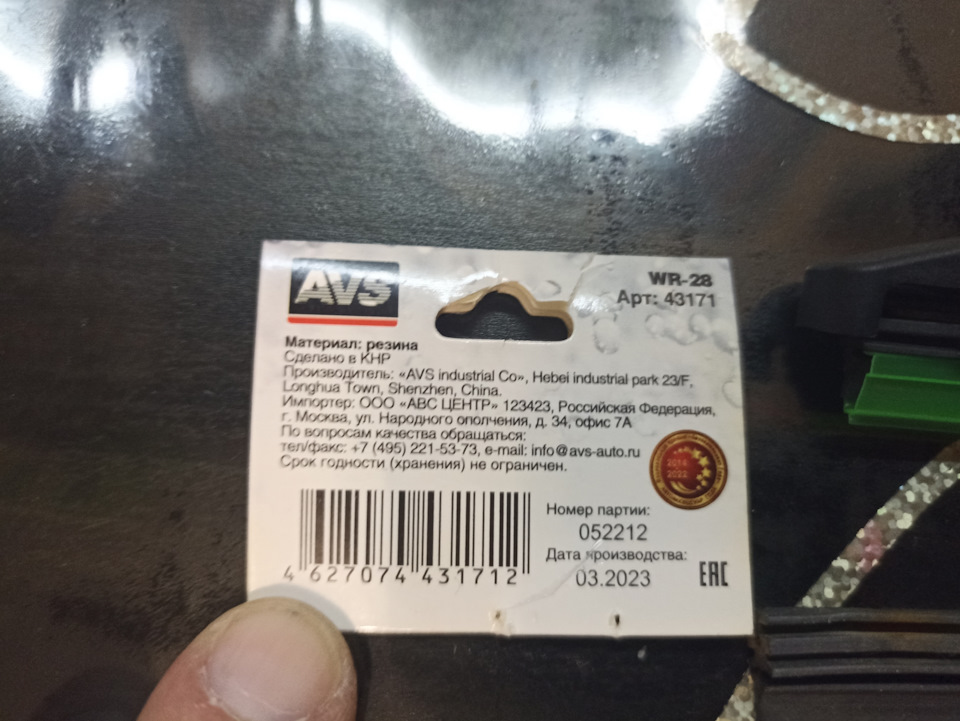 AVS
WR-28
Арт: 43171
Материал: резина
Сделано в КНР
Производитель: «AVS industrial Co», Hebei industrial park 23/F,
Longhua Town, Shenzhen, China.
Импортер: ООО «АВС ЦЕНТР» 123423, Российская Федерация,
г. Москва, ул. Народного ополчения, д. 34, офис 7А
По вопросам качества обращаться:
тел/факс: +7 (495) 221-53-73, e-mail: info@avs-auto.ru
Срок годности (хранения) не ограничен.
2014
2022
Номер партии:
052212
Дата производства:
03.2023
EAC
4 627074 431712